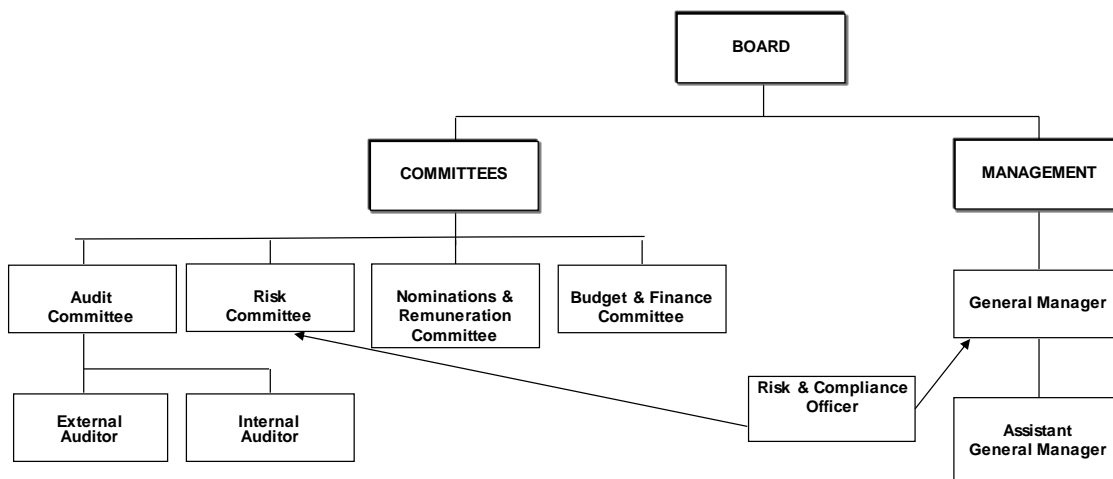 BOARD
COMMITTEES
MANAGEMENT
Audit
Committee
Risk
Committee
Nominations &
Remuneration
Committee
Budget & Finance
Committee
General Manager
External
Auditor
Internal
Auditor
Risk & Compliance
Officer
Assistant
General Manager